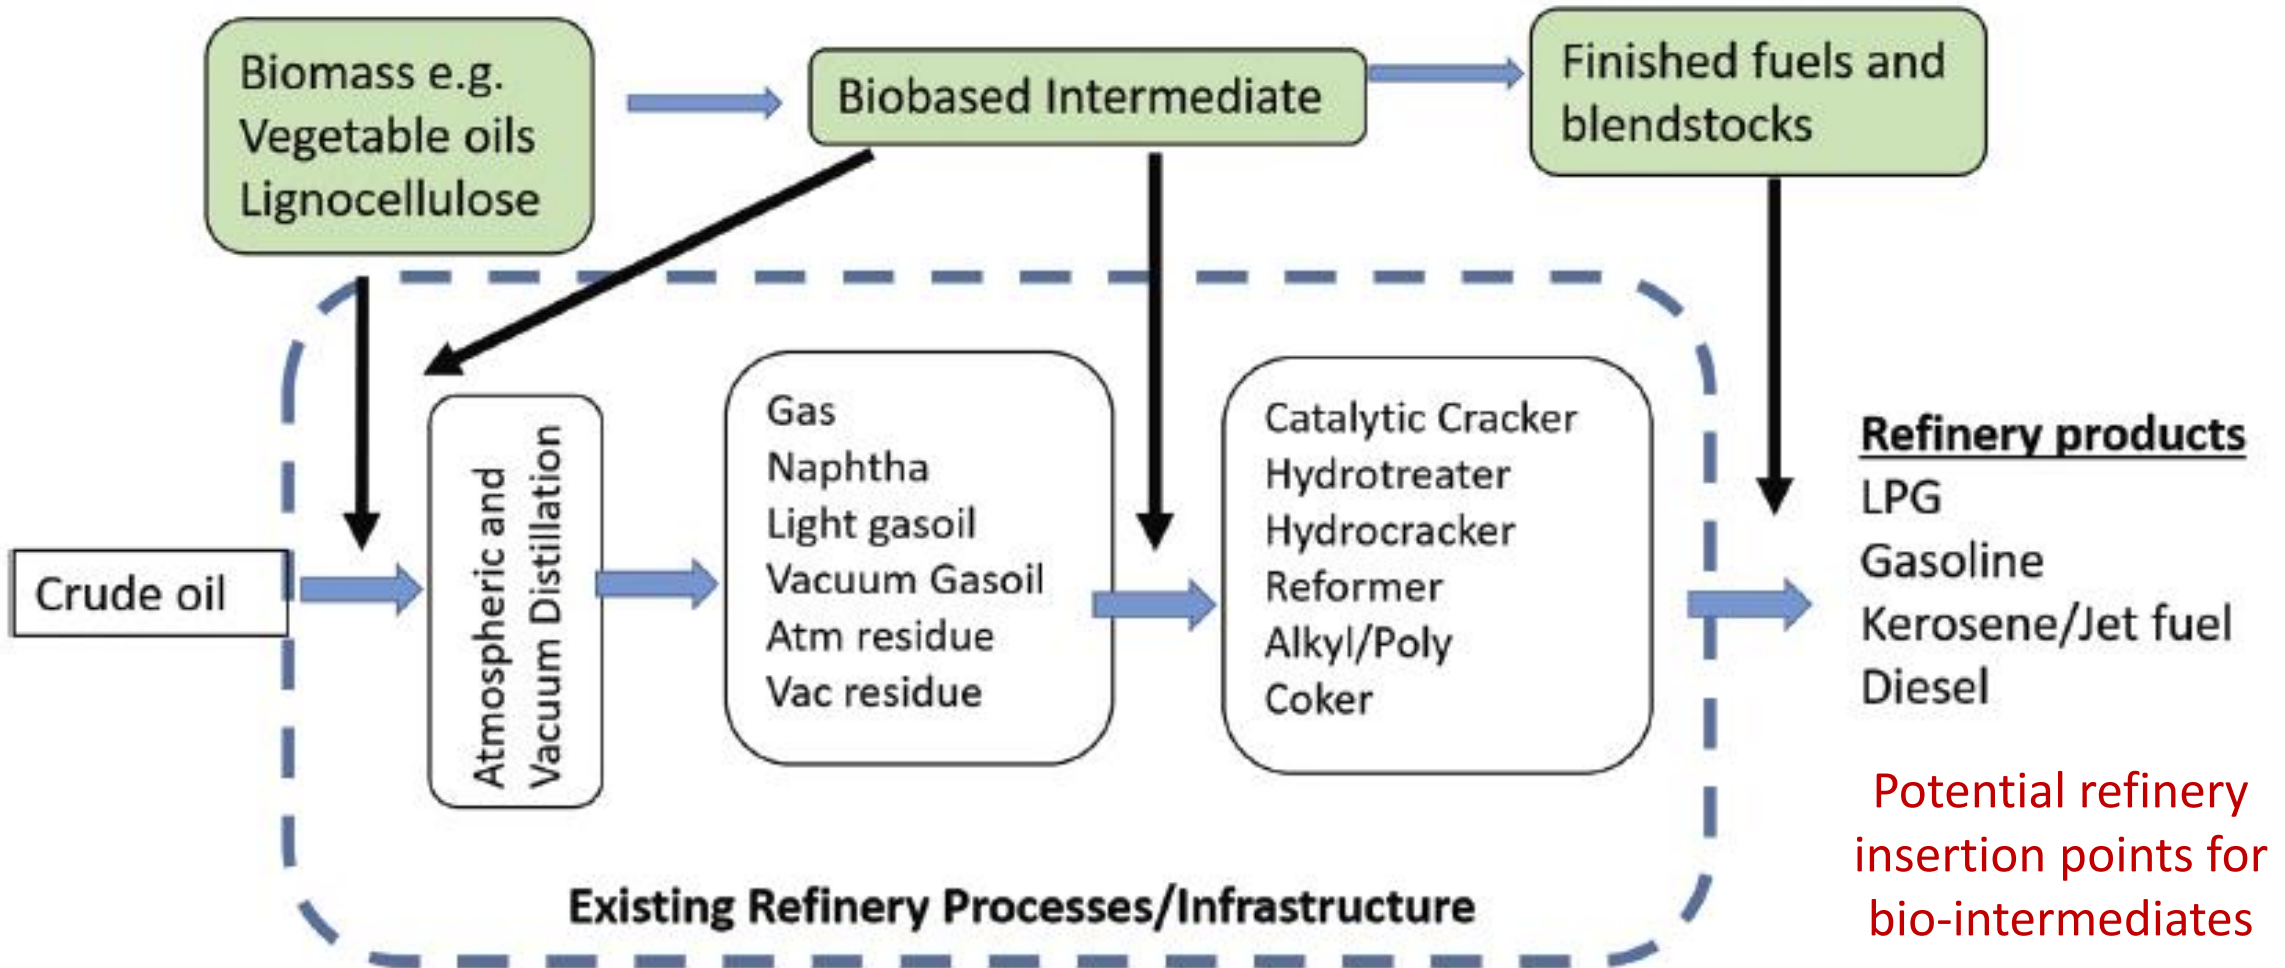 Biomass e.g.
Vegetable oils
Lignocellulose
Biobased Intermediate
Finished fuels and
blendstocks
Crude oil
Atmospheric and
Vacuum Distillation
Gas
Naphtha
Light gasoil
Vacuum Gasoil
Atm residue
Vac residue
Catalytic Cracker
Hydrotreater
Hydrocracker
Reformer
Alkyl/Poly
Coker
Refinery products
LPG
Gasoline
Kerosene/Jet fuel
Diesel
Existing Refinery Processes/Infrastructure
Potential refinery
insertion points for
bio-intermediates